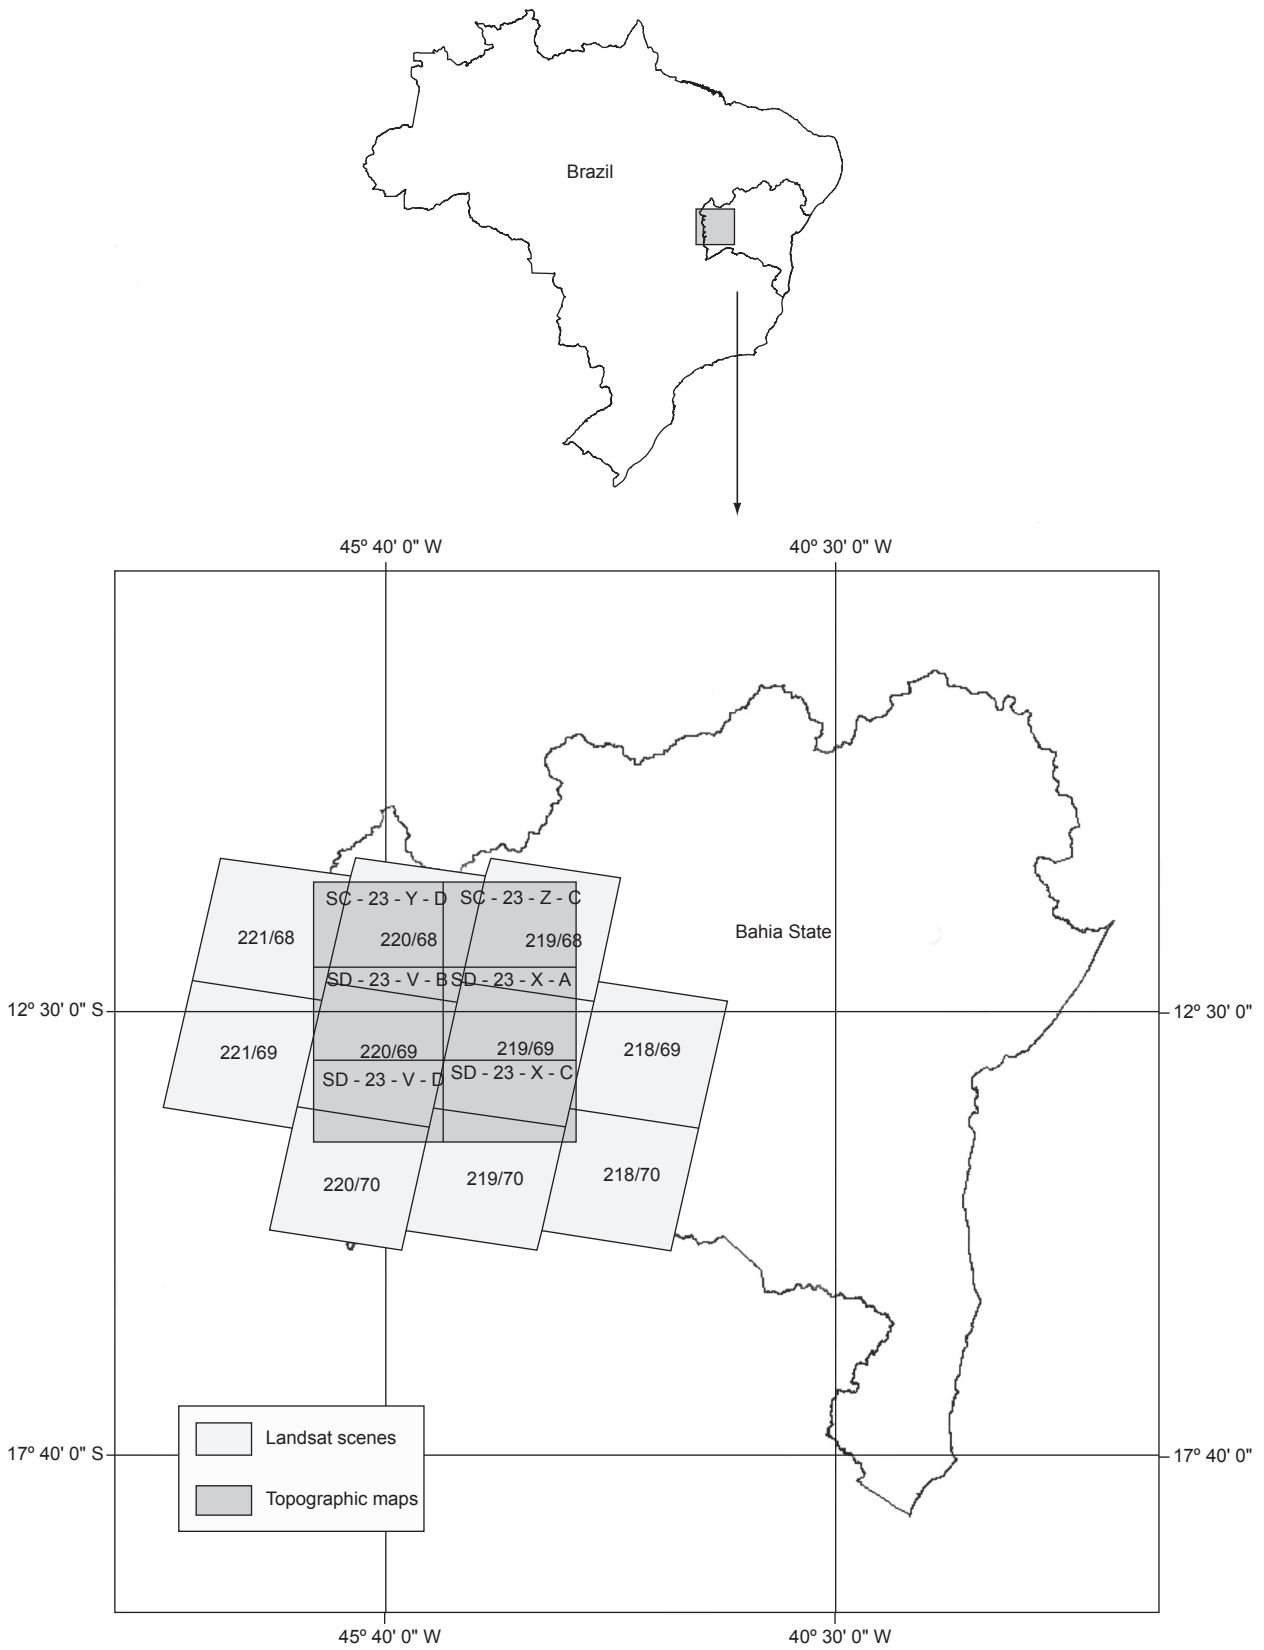 Brazil
45º 40' 0" W
40º 30' 0" W
SC - 23 - Y - D
SC - 23 - Z - C
221/68
220/68
219/68
Bahia State
SD - 23 - V - B
SD - 23 - X - A
12º 30' 0" S
12º 30' 0"
221/69
220/69
219/69
218/69
SD - 23 - V - D
SD - 23 - X - C
220/70
219/70
218/70
Landsat scenes
17º 40' 0" S
17º 40' 0"
Topographic maps
45º 40' 0" W
40º 30' 0" W